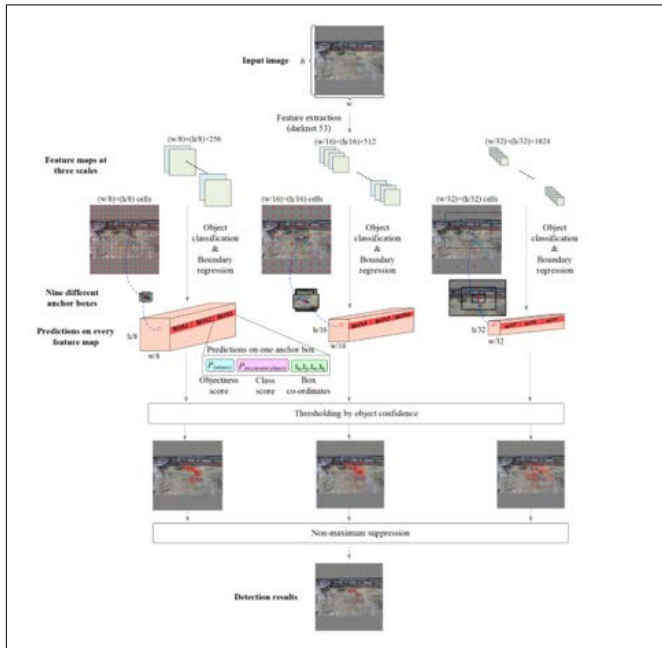 Input image
h
w
Feature extraction
(darknet 53)
(w/8)×(h/8)×256
(w/16)×(h/16)×512
(w/32)×(h/32)×1024
Feature maps at
three scales
(w/8)×(h/8) cells
(w/16)×(h/16) cells
(w/32)×(h/32) cells
Object
classification
&
Boundary
regression
Object
classification
&
Boundary
regression
Object
classification
&
Boundary
regression
Nine different
anchor boxes
Predictions on every
feature map
h/8
w/8
BOX1 BOX2 BOX3
h/16
w/16
h/32
w/32
Predictions on one anchor box
Objectness
score
Class
score
Box
co-ordinates
Thresholding by object confidence
Non-maximum suppression
Detection results